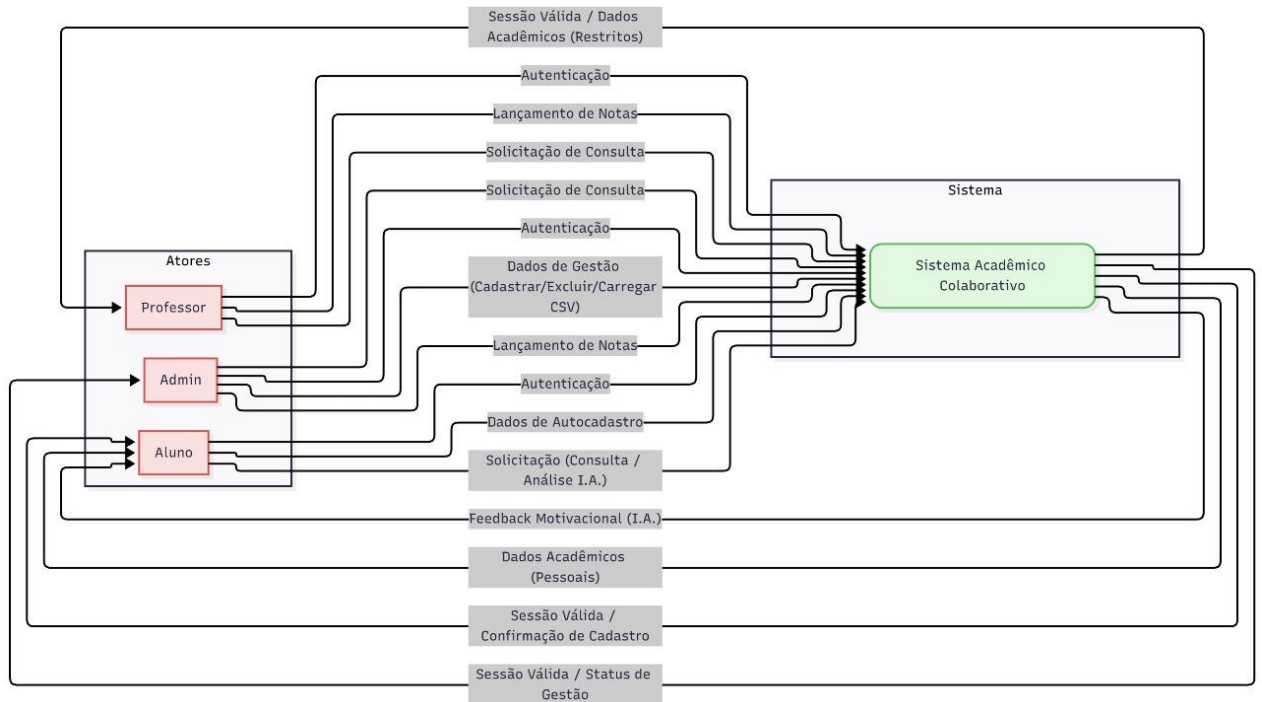 Sessão Válida / Dados
Acadêmicos (Restritos)
Autenticação
Lançamento de Notas
Solicitação de Consulta
Solicitação de Consulta
Autenticação
Dados de Gestão
(Cadastrar/Excluir/Carregar
CSV)
Lançamento de Notas
Autenticação
Dados de Autocadastro
Solicitação (Consulta /
Análise I.A.)
Feedback Motivacional (I.A.)
Dados Acadêmicos
(Pessoais)
Sessão Válida /
Confirmação de Cadastro
Sessão Válida / Status de
Gestão
Atores
Professor
Admin
Aluno
Sistema
Sistema Acadêmico
Colaborativo